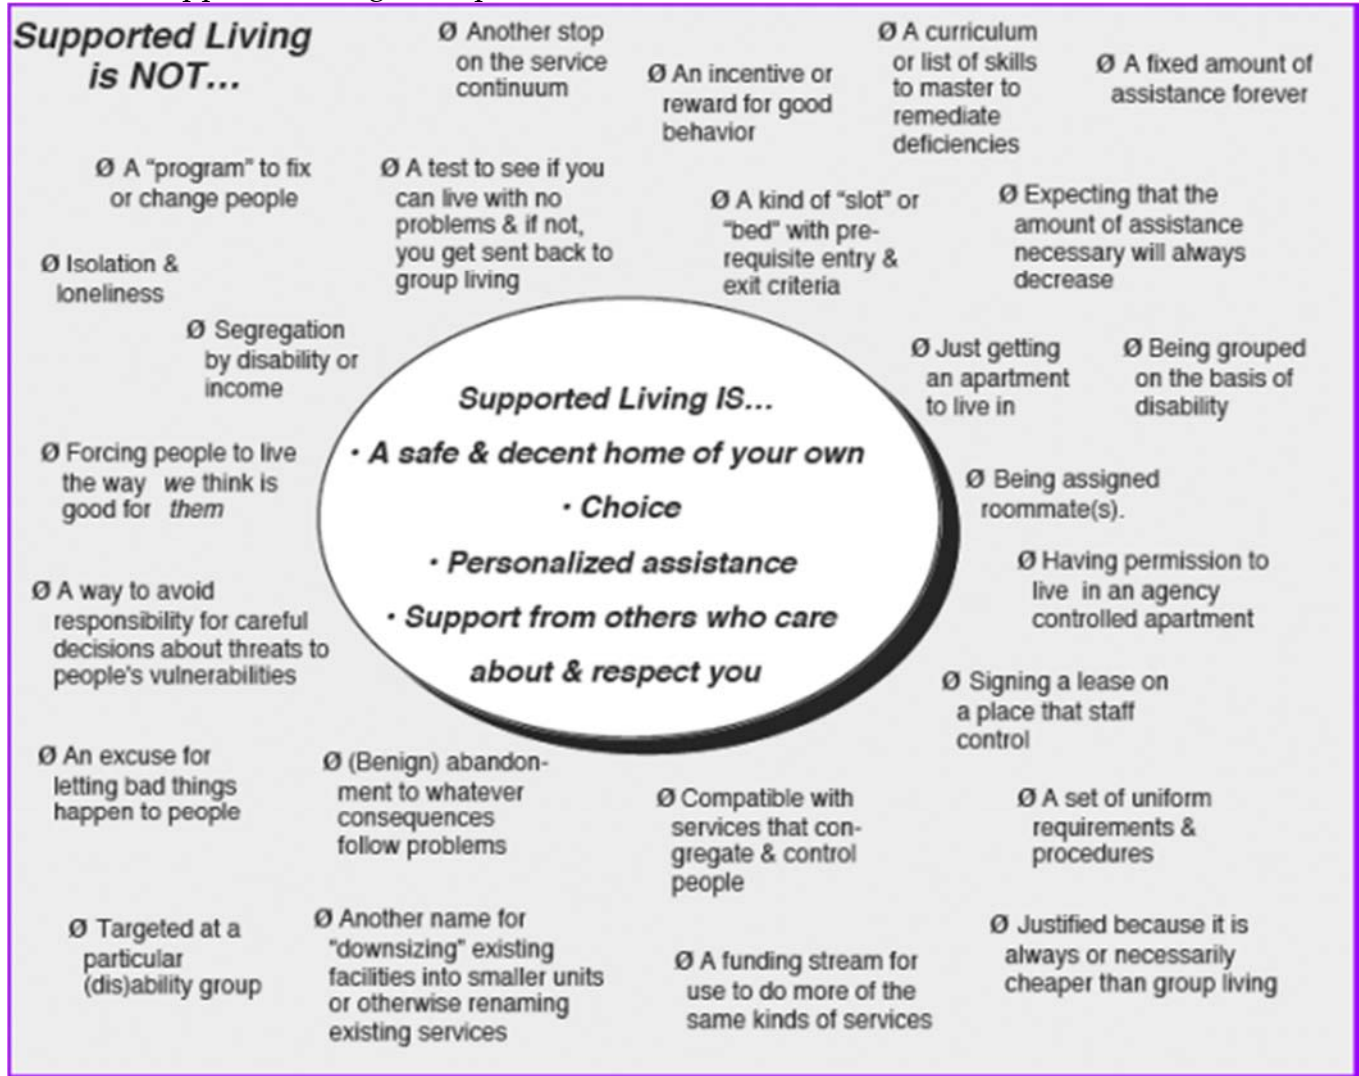 Supported Living
is NOT...
Ø Another stop
on the service
continuum
Ø An incentive or
reward for good
behavior
Ø A curriculum
or list of skills
to master to
remediate
deficiencies
Ø A fixed amount of
assistance forever
Ø A "program" to fix
or change people
Ø A test to see if you
can live with no
problems & if not,
you get sent back to
group living
Ø A kind of "slot" or
"bed" with pre-
requisite entry &
exit criteria
Ø Expecting that the
amount of assistance
necessary will always
decrease
Ø Isolation &
loneliness
Ø Segregation
by disability or
income
Ø Just getting
an apartment
to live in
Ø Being grouped
on the basis of
disability
Supported Living IS...
· A safe & decent home of your own
· Choice
· Personalized assistance
· Support from others who care
about & respect you
Ø Forcing people to live
the way we think is
good for them
Ø Being assigned
roommate(s).
Ø Having permission to
live in an agency
controlled apartment
Ø A way to avoid
responsibility for careful
decisions about threats to
people's vulnerabilities
Ø Signing a lease on
a place that staff
control
Ø An excuse for
letting bad things
happen to people
Ø (Benign) abandon-
ment to whatever
consequences
follow problems
Ø Compatible with
services that con-
gregate & control
people
Ø A set of uniform
requirements &
procedures
Ø Targeted at a
particular
(dis)ability group
Ø Another name for
"downsizing" existing
facilities into smaller units
or otherwise renaming
existing services
Ø A funding stream for
use to do more of the
same kinds of services
Ø Justified because it is
always or necessarily
cheaper than group living